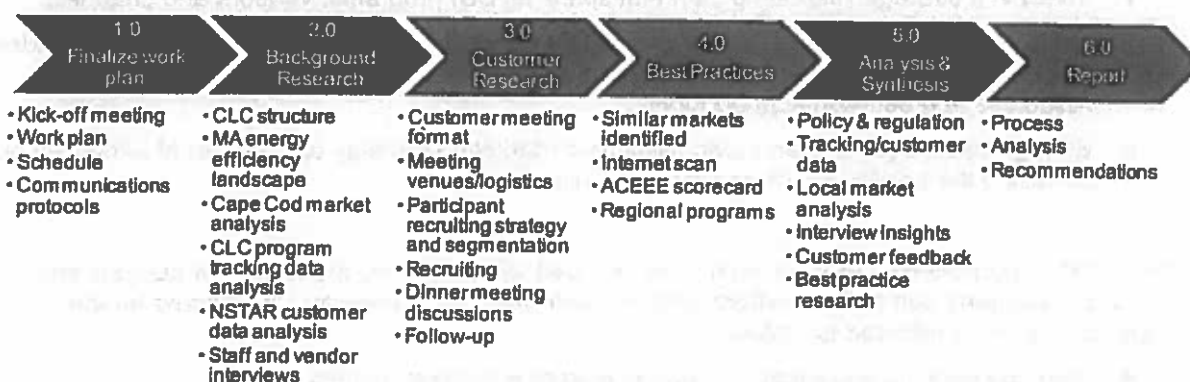 1.0
Finalize work
plan
2.0
Background
Research
3.0
Customer
Research
4.0
Best Practices
5.0
Analysis &
Synthesis
6.0
Report
• Kick-off meeting
• Work plan
• Schedule
• Communications
protocols
• CLC structure
• MA energy
efficiency
landscape
• Cape Cod market
analysis
• CLC program
tracking data
analysis
• NSTAR customer
data analysis
• Staff and vendor
interviews
• Customer meeting
format
• Meeting
venues/logistics
• Participant
recruiting strategy
and segmentation
• Recruiting
• Dinner meeting
discussions
• Follow-up
• Similar markets
identified
• Internet scan
• ACEEE scorecard
• Regional programs
• Policy & regulation
• Tracking/customer
data
• Local market
analysis
• Interview insights
• Customer feedback
• Best practice
research
• Process
• Analysis
• Recommendations